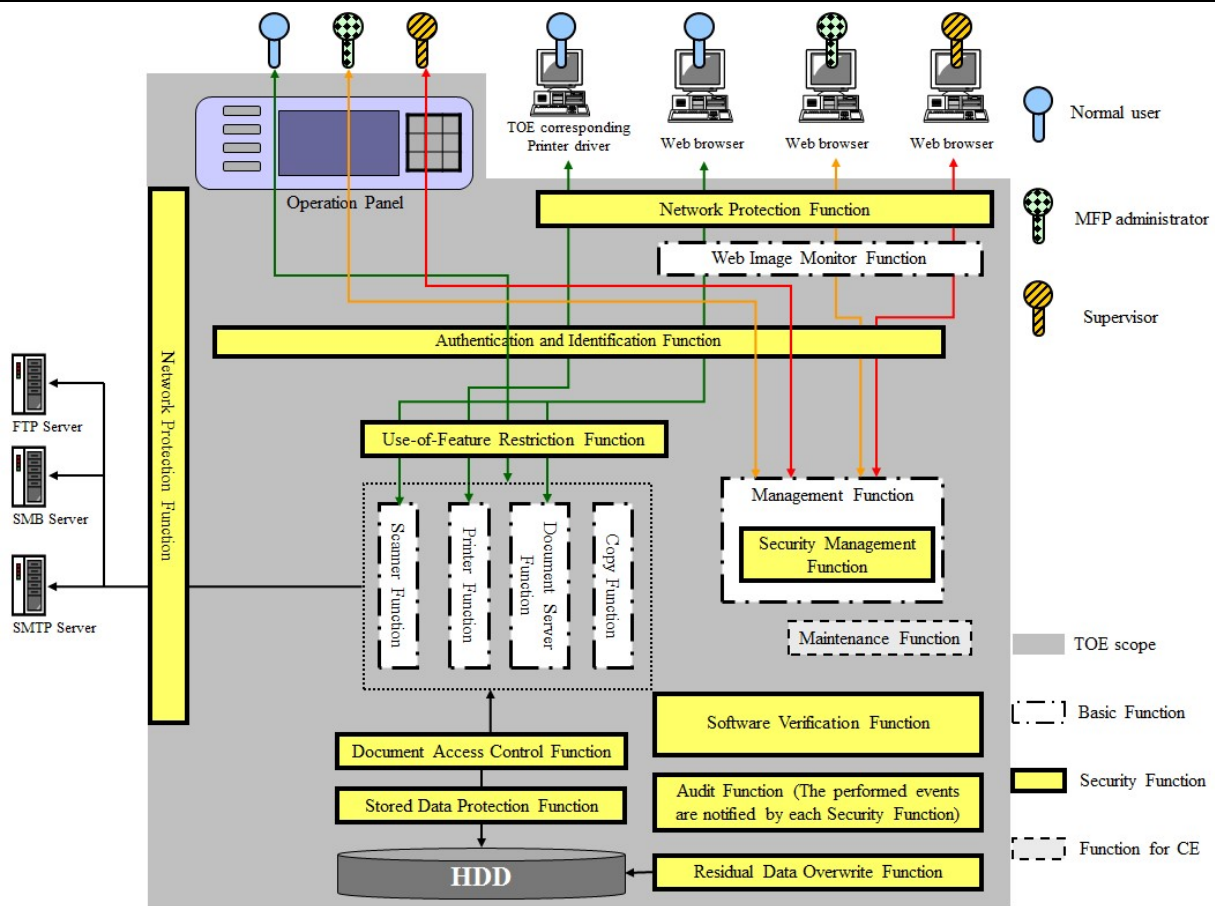 TOE corresponding
Printer driver
Web browser
Web browser
Web browser
Normal user
Operation Panel
Network Protection Function
MFP administrator
Web Image Monitor Function
Supervisor
Authentication and Identification Function
Network Protection Function
FTP Server
SMB Server
SMTP Server
Use-of-Feature Restriction Function
Scanner Function
Printer Function
Document Server
Function
Copy Function
Management Function
Security Management
Function
Maintenance Function
TOE scope
Basic Function
Security Function
Function for CE
Document Access Control Function
Stored Data Protection Function
HDD
Software Verification Function
Audit Function (The performed events
are notified by each Security Function)
Residual Data Overwrite Function